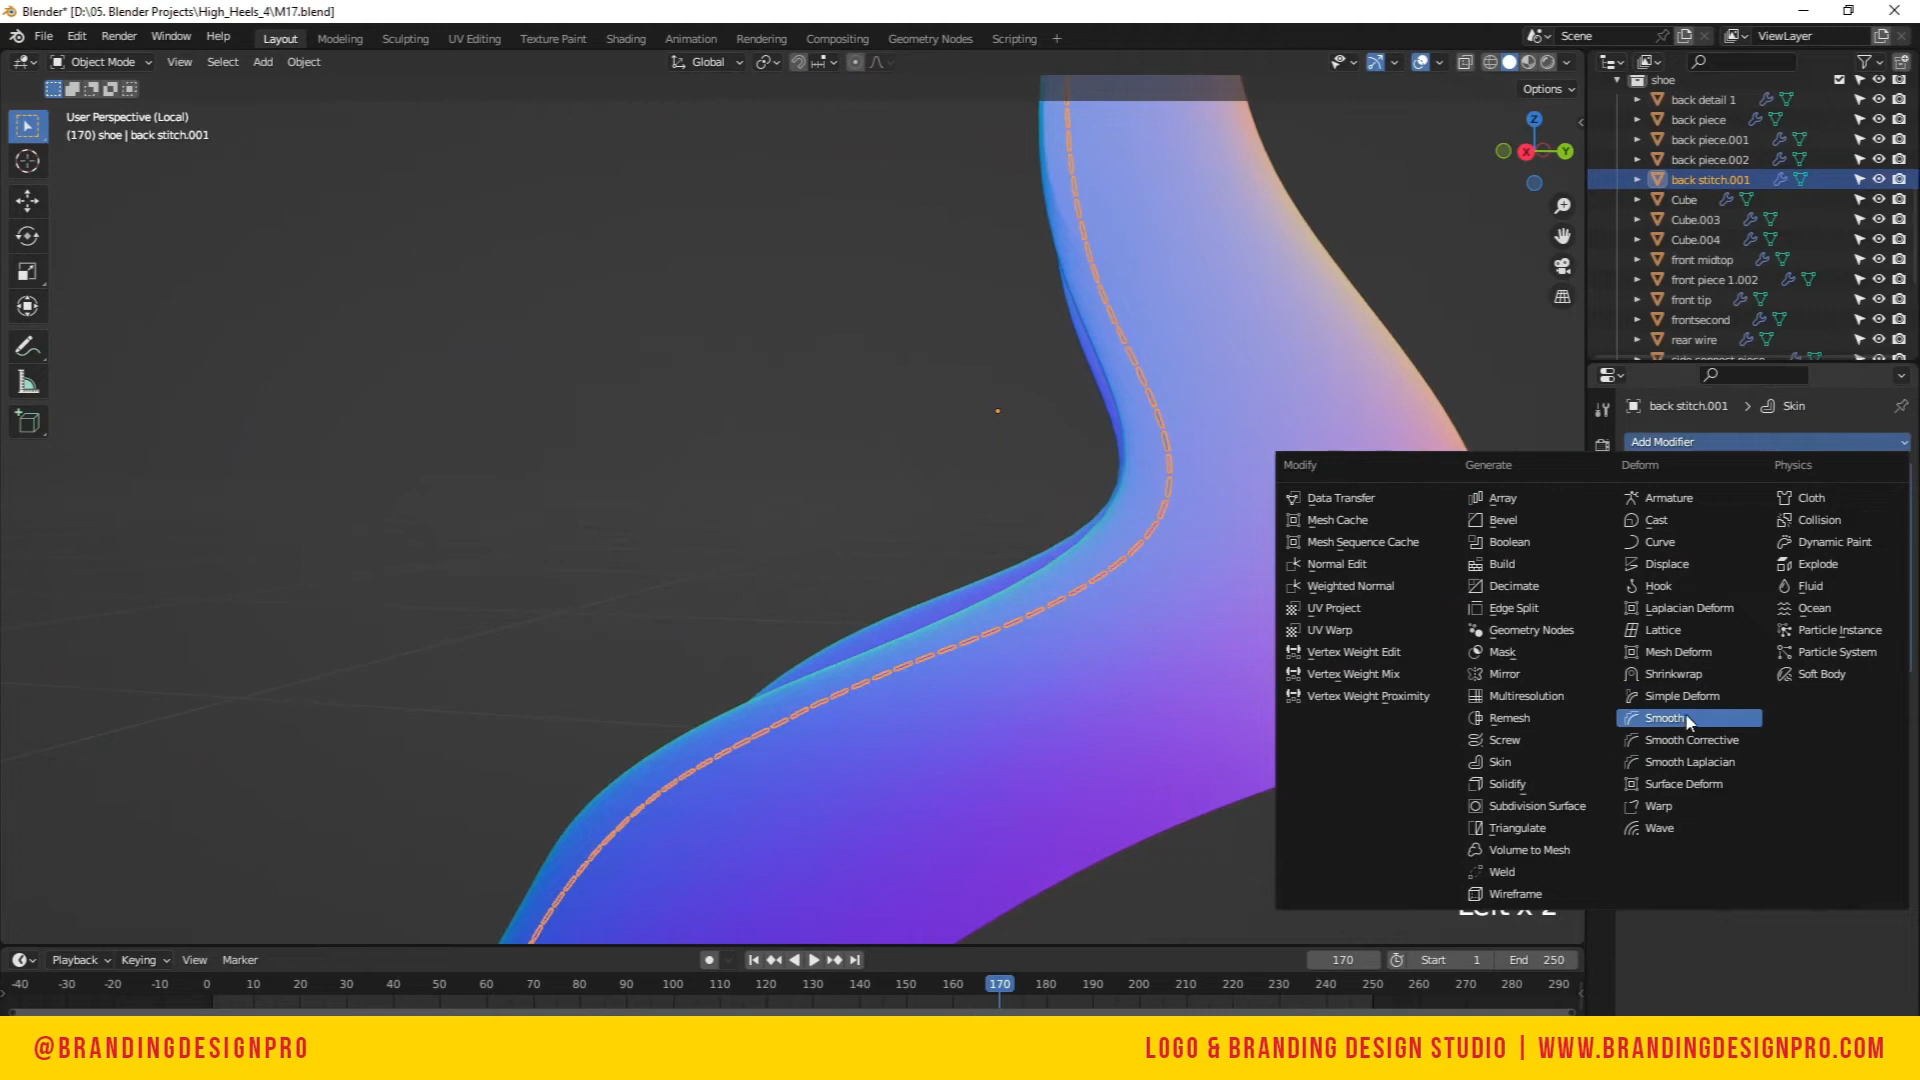 Blender* [D:\05. Blender Projects\High_Heels_4\M17.blend]
File Edit Render Window Help
Layout Modeling Sculpting UV Editing Texture Paint Shading Animation Rendering Compositing Geometry Nodes Scripting +
Scene
ViewLayer
Object Mode View Select Add Object
Global
Options
User Perspective (Local)
(170) shoe | back stitch.001
Z
X
Y
shoe
back detail 1
back piece
back piece.001
back piece.002
back stitch.001
Cube
Cube.003
Cube.004
front midtop
front piece 1.002
front tip
frontsecond
rear wire
side connect piece
back stitch.001 > Skin
Add Modifier
Modify
Data Transfer
Mesh Cache
Mesh Sequence Cache
Normal Edit
Weighted Normal
UV Project
UV Warp
Vertex Weight Edit
Vertex Weight Mix
Vertex Weight Proximity
Generate
Array
Bevel
Boolean
Build
Decimate
Edge Split
Geometry Nodes
Mask
Mirror
Multiresolution
Remesh
Screw
Skin
Solidify
Subdivision Surface
Triangulate
Volume to Mesh
Weld
Wireframe
Deform
Armature
Cast
Curve
Displace
Hook
Laplacian Deform
Lattice
Mesh Deform
Shrinkwrap
Simple Deform
Smooth
Smooth Corrective
Smooth Laplacian
Surface Deform
Warp
Wave
Physics
Cloth
Collision
Dynamic Paint
Explode
Fluid
Ocean
Particle Instance
Particle System
Soft Body
Left x 2
Playback Keying View Marker
170 Start 1 End 250
-40 -30 -20 -10 0 10 20 30 40 50 60 70 80 90 100 110 120 130 140 150 160 170 180 190 200 210 220 230 240 250 260 270 280 290
@BRANDINGDESIGNPRO
LOGO & BRANDING DESIGN STUDIO | WWW.BRANDINGDESIGNPRO.COM